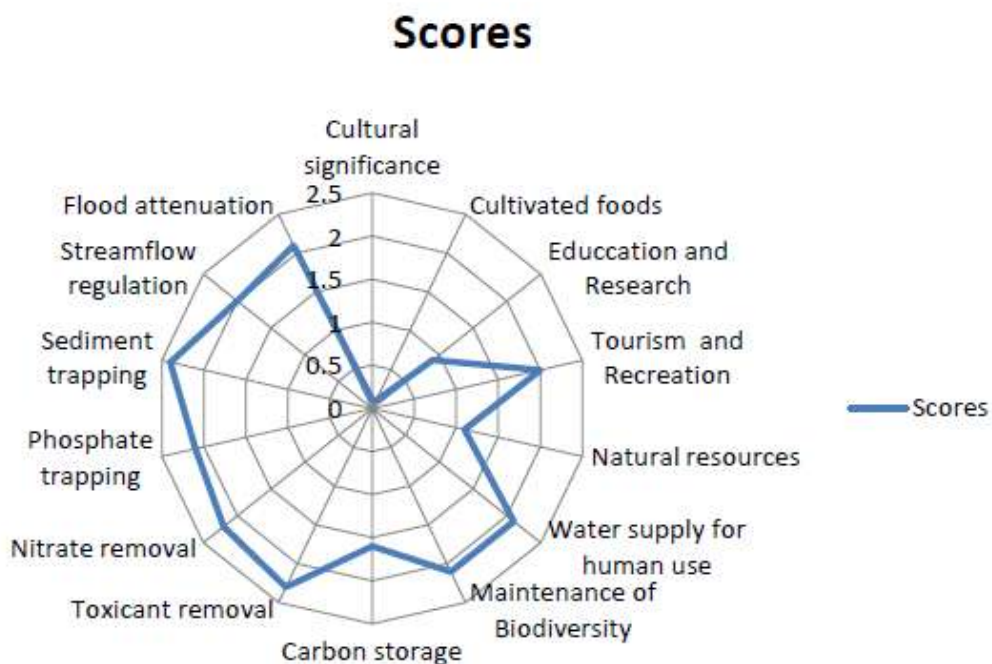 Scores
Cultural
significance
Cultivated foods
Educcation and
Research
Tourism  and
Recreation
Natural resources
Water supply for
human use
Maintenance of
Biodiversity
Carbon storage
Toxicant removal
Nitrate removal
Phosphate
trapping
Sediment
trapping
Streamflow
regulation
Flood attenuation
2.5
2
1.5
1
0.5
0
Scores